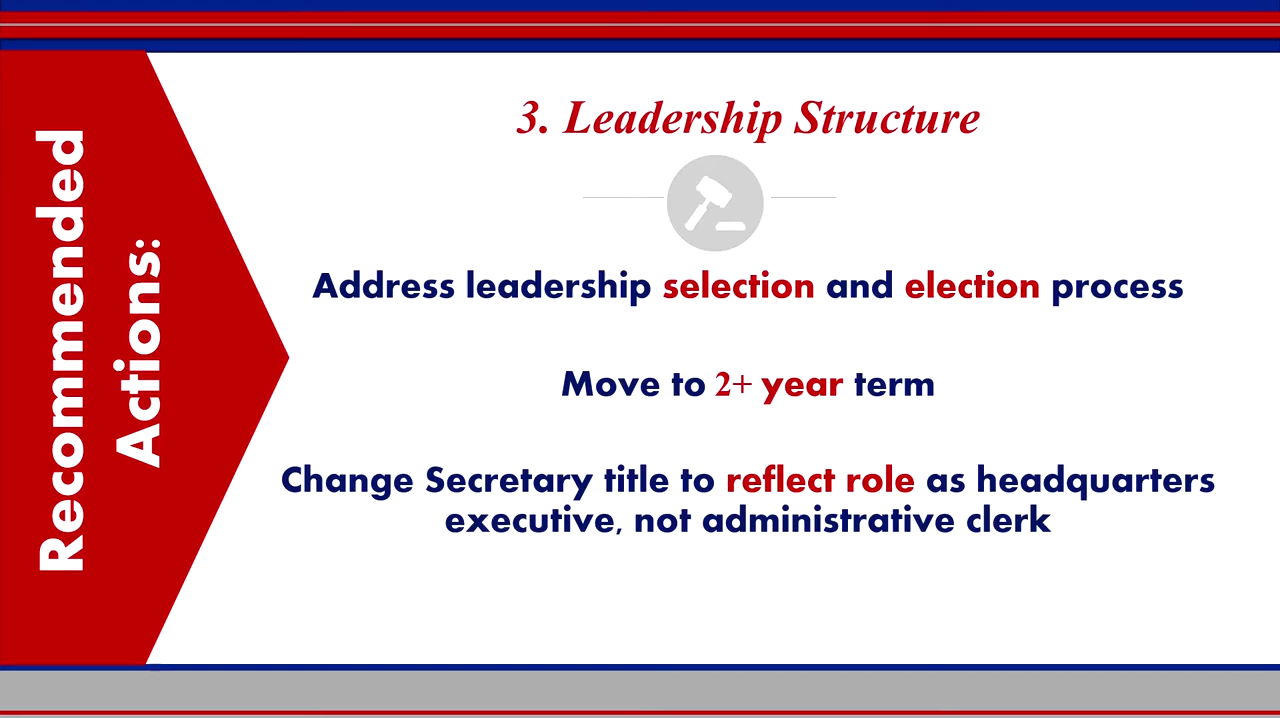 Recommended
Actions:
3. Leadership Structure
Address leadership selection and election process
Move to 2+ year term
Change Secretary title to reflect role as headquarters
executive, not administrative clerk